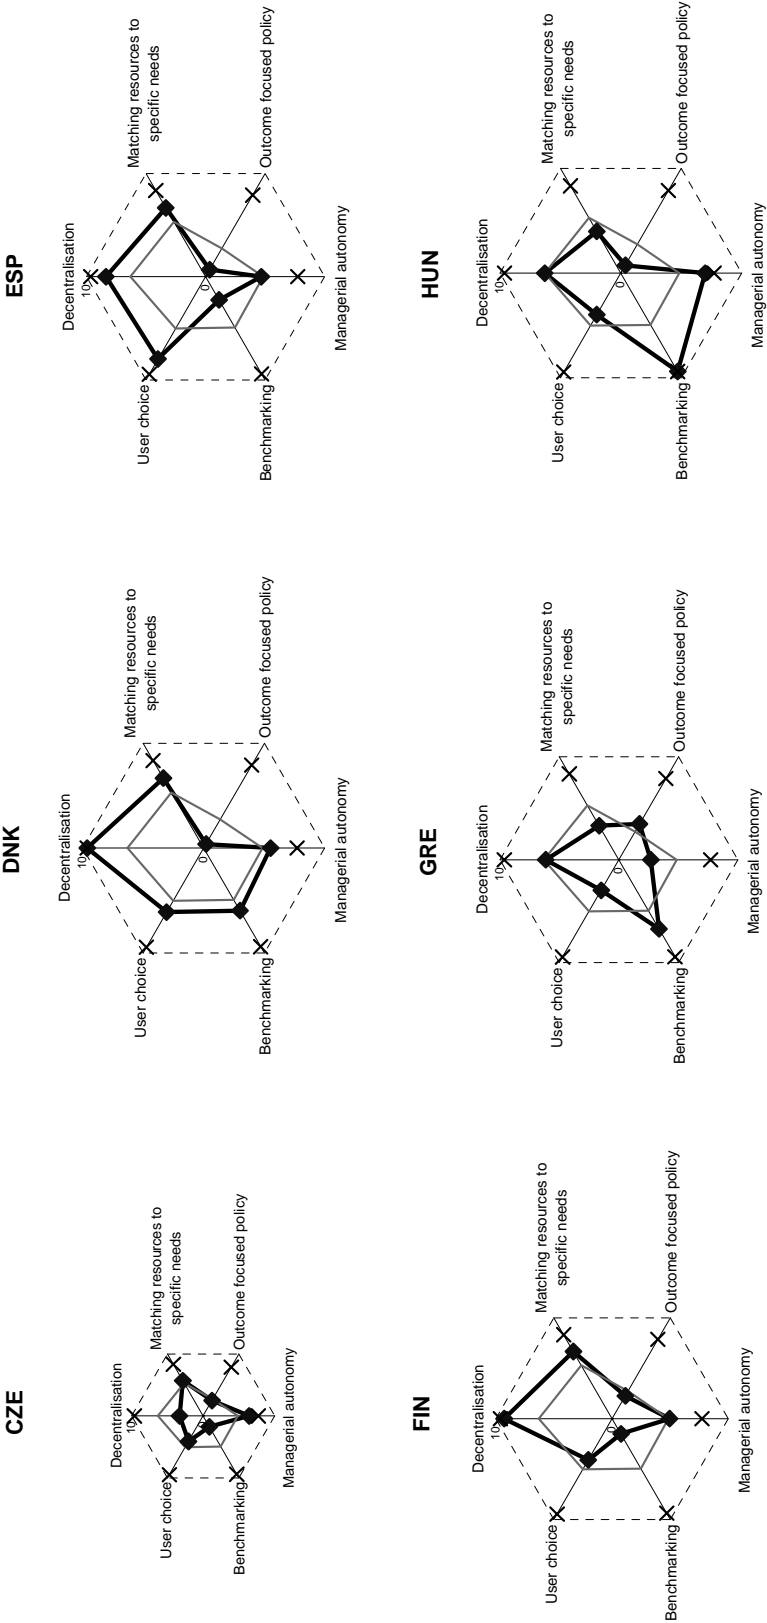 CZE
Decentralisation
10
Matching resources to
specific needs
Outcome focused policy
Managerial autonomy
Benchmarking
User choice
0
DNK
Decentralisation
10
Matching resources to
specific needs
Outcome focused policy
Managerial autonomy
Benchmarking
User choice
0
ESP
Decentralisation
10
Matching resources to
specific needs
Outcome focused policy
Managerial autonomy
Benchmarking
User choice
0
FIN
Decentralisation
10
Matching resources to
specific needs
Outcome focused policy
Managerial autonomy
Benchmarking
User choice
0
GRE
Decentralisation
10
Matching resources to
specific needs
Outcome focused policy
Managerial autonomy
Benchmarking
User choice
0
HUN
Decentralisation
10
Matching resources to
specific needs
Outcome focused policy
Managerial autonomy
Benchmarking
User choice
0